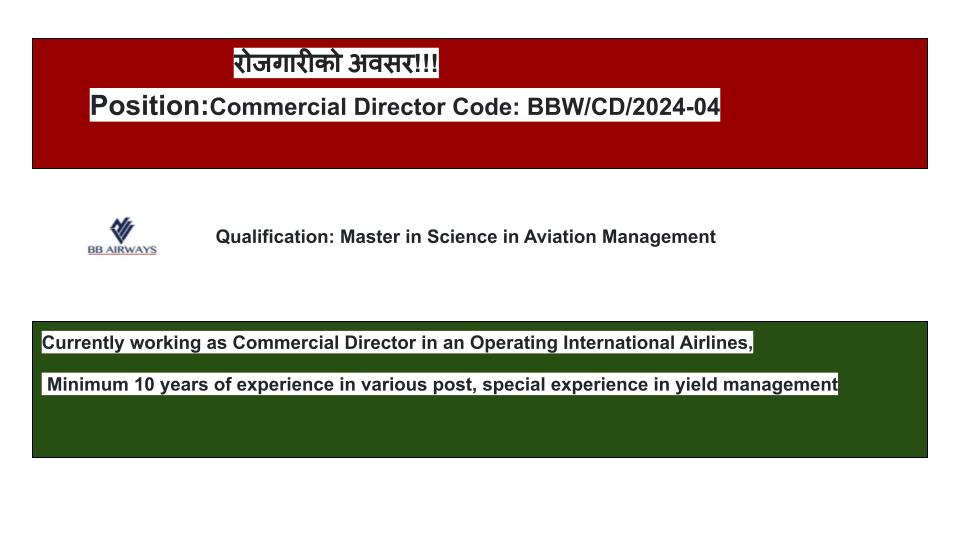 रोजगारीको अवसर!!!
Position:Commercial Director Code: BBW/CD/2024-04
BB AIRWAYS
Qualification: Master in Science in Aviation Management
Currently working as Commercial Director in an Operating International Airlines,
Minimum 10 years of experience in various post, special experience in yield management